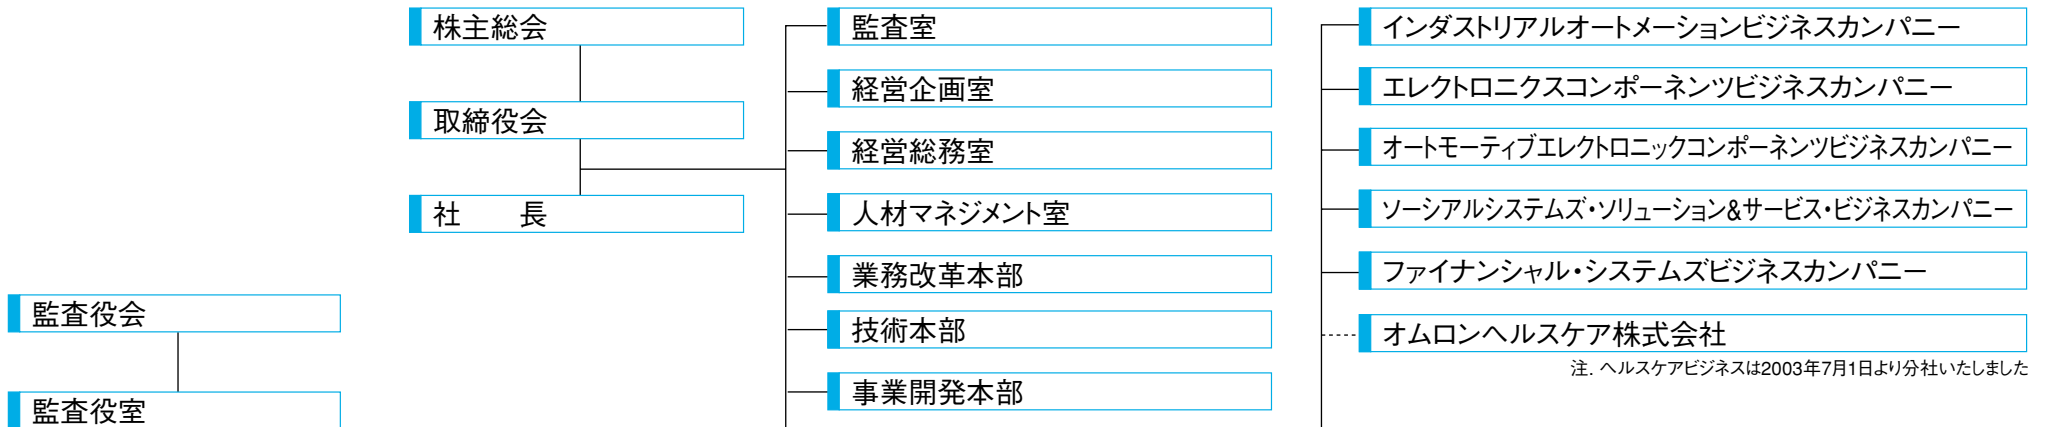 株主総会
取締役会
社　　長
監査役会
監査役室
監査室
経営企画室
経営総務室
人材マネジメント室
業務改革本部
技術本部
事業開発本部
インダストリアルオートメーションビジネスカンパニー
エレクトロニクスコンポーネンツビジネスカンパニー
オートモーティブエレクトロニックコンポーネンツビジネスカンパニー
ソーシアルシステムズ・ソリューション&サービス・ビジネスカンパニー
ファイナンシャル・システムズビジネスカンパニー
オムロンヘルスケア株式会社
注. ヘルスケアビジネスは2003年7月1日より分社いたしました